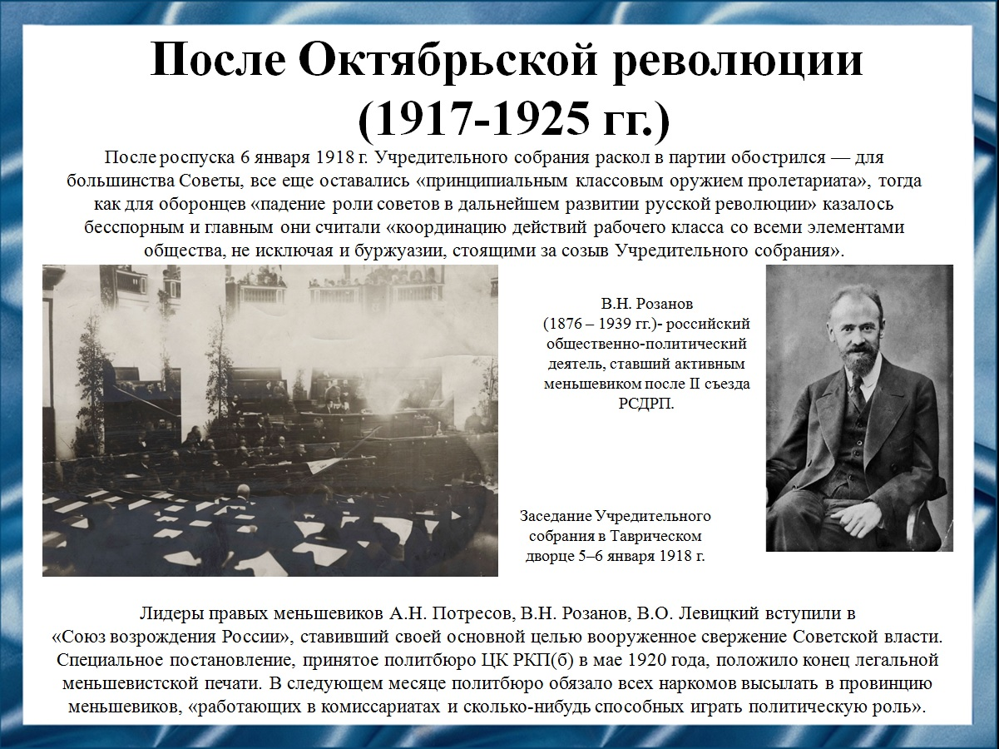 После Октябрьской революции
(1917-1925 гг.)
После роспуска 6 января 1918 г. Учредительного собрания раскол в партии обострился — для
большинства Советы, все еще оставались «принципиальным классовым оружием пролетариата», тогда
как для оборонцев «падение роли советов в дальнейшем развитии русской революции» казалось
бесспорным и главным они считали «координацию действий рабочего класса со всеми элементами
общества, не исключая и буржуазии, стоящими за созыв Учредительного собрания».
В.Н. Розанов
(1876 – 1939 гг.)- российский
общественно-политический
деятель, ставший активным
меньшевиком после II съезда
РСДРП.
Заседание Учредительного
собрания в Таврическом
дворце 5–6 января 1918 г.
Лидеры правых меньшевиков А.Н. Потресов, В.Н. Розанов, В.О. Левицкий вступили в
«Союз возрождения России», ставивший своей основной целью вооруженное свержение Советской власти.
Специальное постановление, принятое политбюро ЦК РКП(б) в мае 1920 года, положило конец легальной
меньшевистской печати. В следующем месяце политбюро обязало всех наркомов высылать в провинцию
меньшевиков, «работающих в комиссариатах и сколько-нибудь способных играть политическую роль».